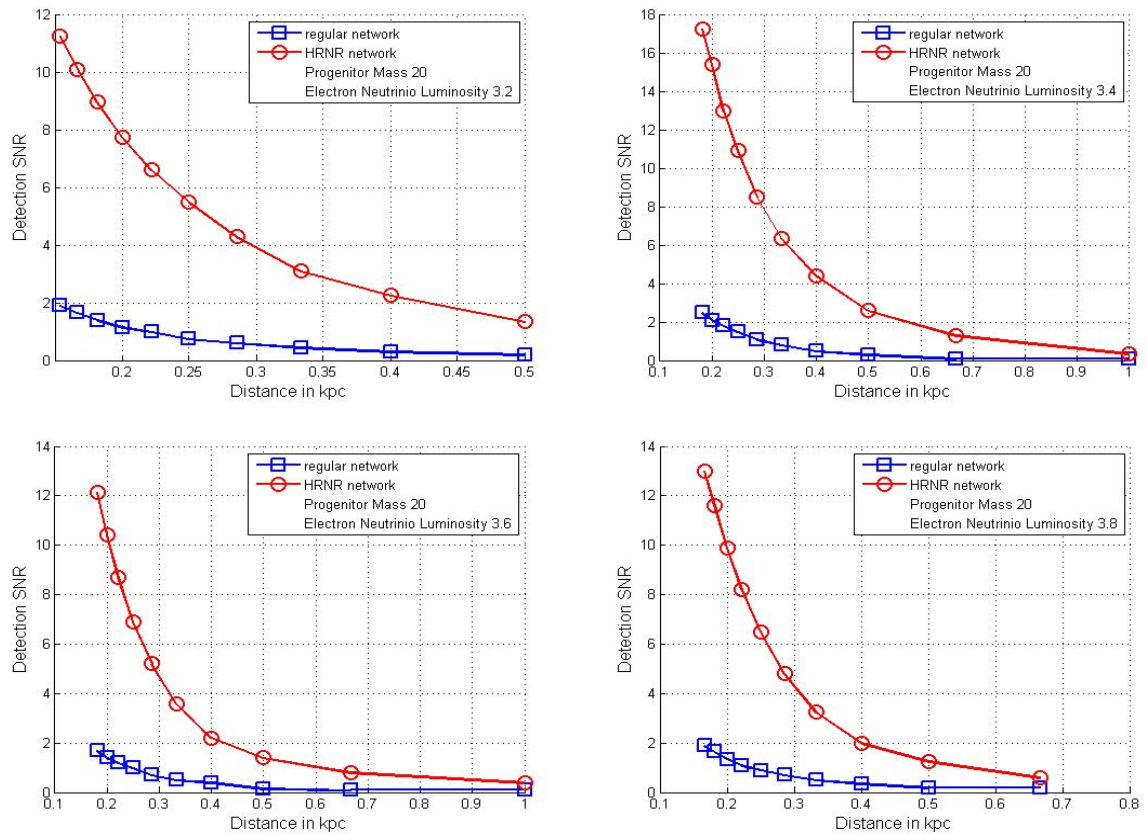 12
10
8
6
4
2
0
Detection SNR
0.2
0.25
0.3
0.35
0.4
0.45
0.5
Distance in kpc
regular network
HRNR network
Progenitor Mass 20
Electron Neutrinio Luminosity 3.2
18
16
14
12
10
8
6
4
2
0
Detection SNR
0.1
0.2
0.3
0.4
0.5
0.6
0.7
0.8
0.9
1
Distance in kpc
regular network
HRNR network
Progenitor Mass 20
Electron Neutrinio Luminosity 3.4
14
12
10
8
6
4
2
0
Detection SNR
0.1
0.2
0.3
0.4
0.5
0.6
0.7
0.8
0.9
1
Distance in kpc
regular network
HRNR network
Progenitor Mass 20
Electron Neutrinio Luminosity 3.6
14
12
10
8
6
4
2
0
Detection SNR
0.1
0.2
0.3
0.4
0.5
0.6
0.7
0.8
Distance in kpc
regular network
HRNR network
Progenitor Mass 20
Electron Neutrinio Luminosity 3.8